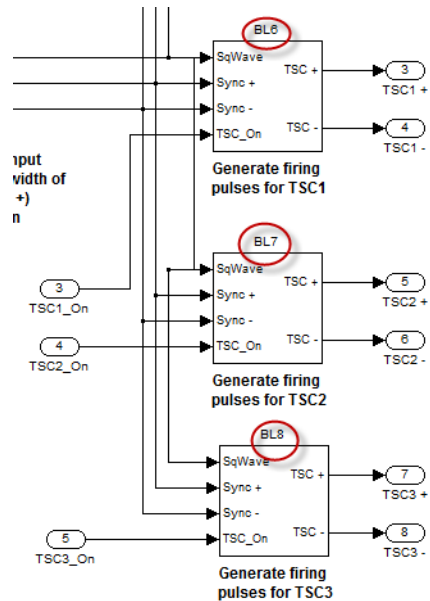 BL6
SqWave
Sync +
Sync -
TSC_On
TSC +
TSC -
3
TSC1 +
4
TSC1 -
Generate firing
pulses for TSC1
width of
+)
n
BL7
SqWave
Sync +
Sync -
TSC_On
TSC +
TSC -
5
TSC2 +
6
TSC2 -
Generate firing
pulses for TSC2
3
TSC1_On
4
TSC2_On
BL8
SqWave
Sync +
Sync -
TSC_On
TSC +
TSC -
7
TSC3 +
8
TSC3 -
Generate firing
pulses for TSC3
5
TSC3_On